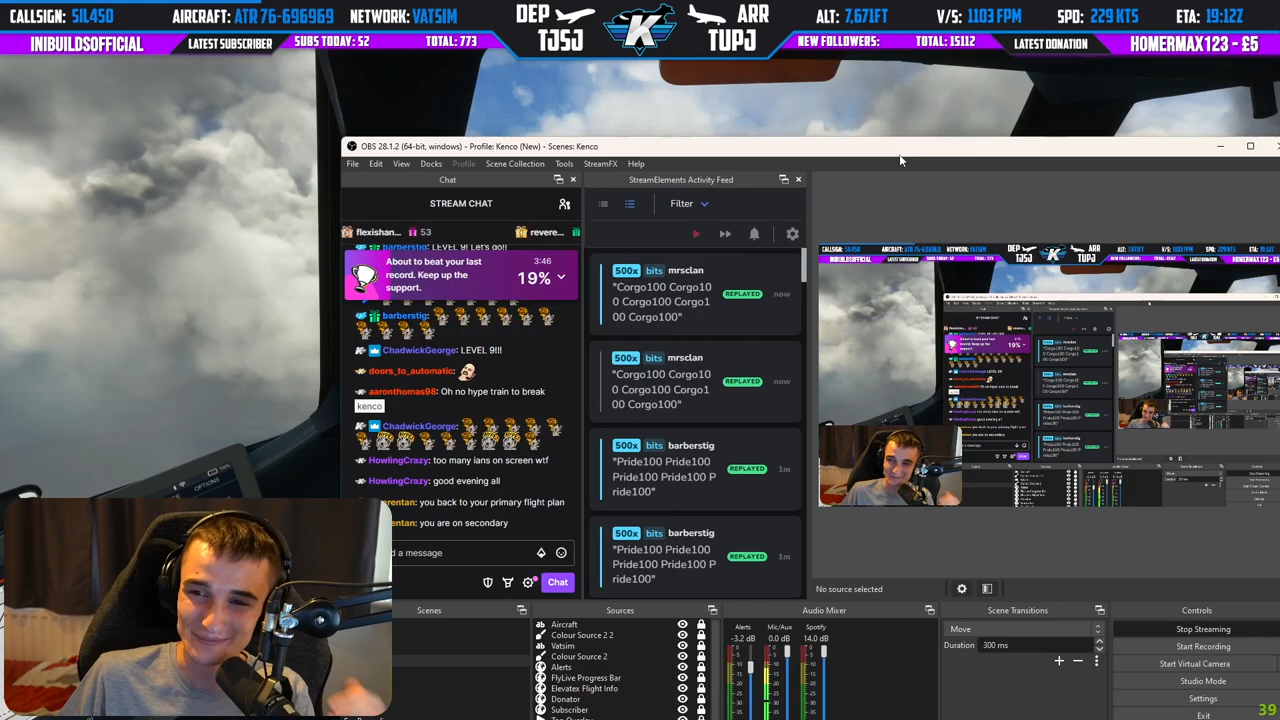 CALLSIGN: SIL450 AIRCRAFT: ATR 76-696969 NETWORK: VATSIM DEP ARR ALT: 7,671FT V/S: 1103 FPM SPD: 229 KTS ETA: 19:12Z
INIBUILDSOFFICIAL LATEST SUBSCRIBER SUBS TODAY: 52 TOTAL: 773 TJSJ K TUPJ NEW FOLLOWERS: TOTAL: 15112 LATEST DONATION HOMERMAX123 - £5
OBS 28.1.2 (64-bit, windows) - Profile: Kenco (New) - Scenes: Kenco
File Edit View Docks Profile Scene Collection Tools StreamFX Help
Chat
STREAM CHAT
flexishan... 53 revere...
barberstig: LEVEL 9! Let's go!!
About to beat your last
record. Keep up the
support.
3:46
19%
barberstig:
ChadwickGeorge: LEVEL 9!!!
doors_to_automatic:
aaronthomas98: Oh no hype train to break
kenco
ChadwickGeorge:
HowlingCrazy: too many ians on screen wtf
HowlingCrazy: good evening all
erentan: you back to your primary flight plan
erentan: you are on secondary
d a message
Chat
StreamElements Activity Feed
Filter
500x bits mrsclan
"Corgo100 Corgo10
0 Corgo100 Corgo1
00 Corgo100"
REPLAYED now
500x bits mrsclan
"Corgo100 Corgo10
0 Corgo100 Corgo1
00 Corgo100"
REPLAYED now
500x bits barberstig
"Pride100 Pride100
Pride100 Pride100 P
ride100"
REPLAYED 1m
500x bits barberstig
"Pride100 Pride100
Pride100 Pride100 P
ride100"
REPLAYED 1m
OPTIONS
No source selected
Scenes
Sources
Aircraft
Colour Source 2 2
Vatsim
Colour Source 2
Alerts
FlyLive Progress Bar
Elevatex Flight Info
Donator
Subscriber
Audio Mixer
Alerts Mic/Aux Spotify
-3.2 dB 0.0 dB 14.0 dB
Scene Transitions
Move
Duration 300 ms
Controls
Stop Streaming
Start Recording
Start Virtual Camera
Studio Mode
Settings
Exit
39